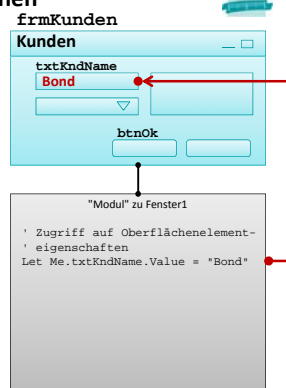 frmKunden
Kunden
txtKndName
Bond
btnOk
"Modul" zu Fenster1
' Zugriff auf Oberflächenelement-
' eigenschaften
Let Me.txtKndName.Value = "Bond"